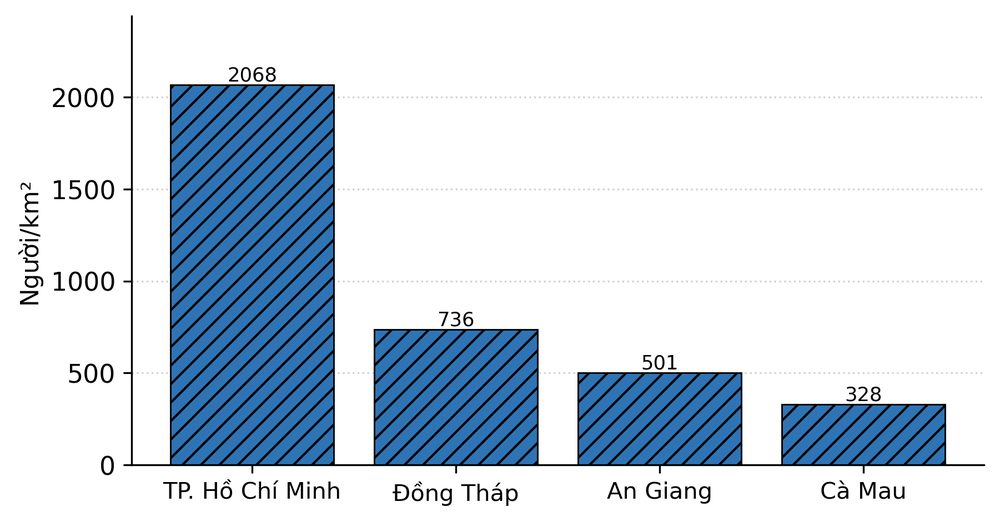 Người/km²
2000
1500
1000
500
0
2068
736
501
328
TP. Hồ Chí Minh
Đồng Tháp
An Giang
Cà Mau